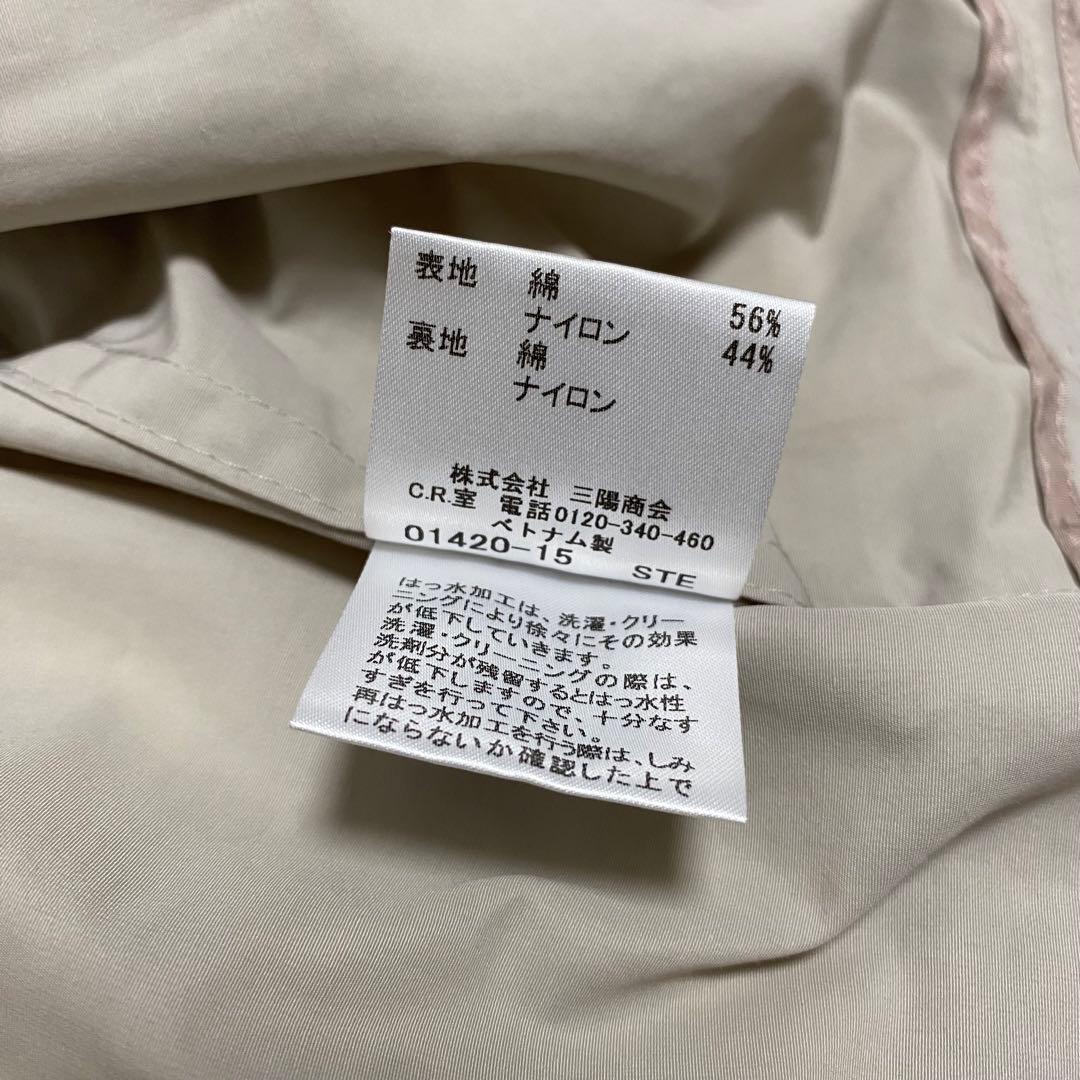 表地 綿 56%
ナイロン 44%
裏地 綿
ナイロン
株式会社 三陽商会
C.R.室 電話0120-340-460
ベトナム製
01420-15 STE
はっ水加工は、洗濯・クリー
ニングにより徐々にその効果
が低下していきます。
洗濯・クリーニングの際は、
洗剤分が残留するとはっ水性
が低下しますので、十分なす
すぎを行って下さい。
再はっ水加工を行う際は、しみ
にならないか確認した上で